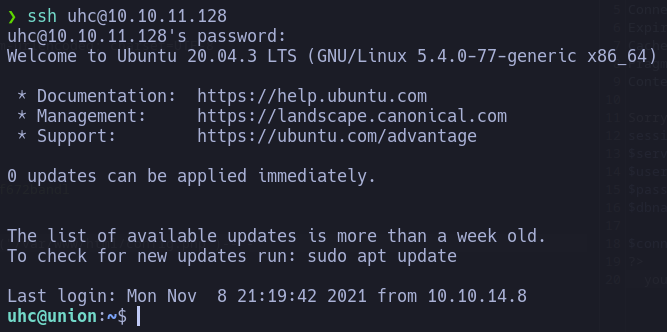 ❯ ssh uhc@10.10.11.128
uhc@10.10.11.128's password:
Welcome to Ubuntu 20.04.3 LTS (GNU/Linux 5.4.0-77-generic x86_64)
 * Documentation:  https://help.ubuntu.com
 * Management:     https://landscape.canonical.com
 * Support:        https://ubuntu.com/advantage
0 updates can be applied immediately.
The list of available updates is more than a week old.
To check for new updates run: sudo apt update
Last login: Mon Nov  8 21:19:42 2021 from 10.10.14.8
uhc@union:~$